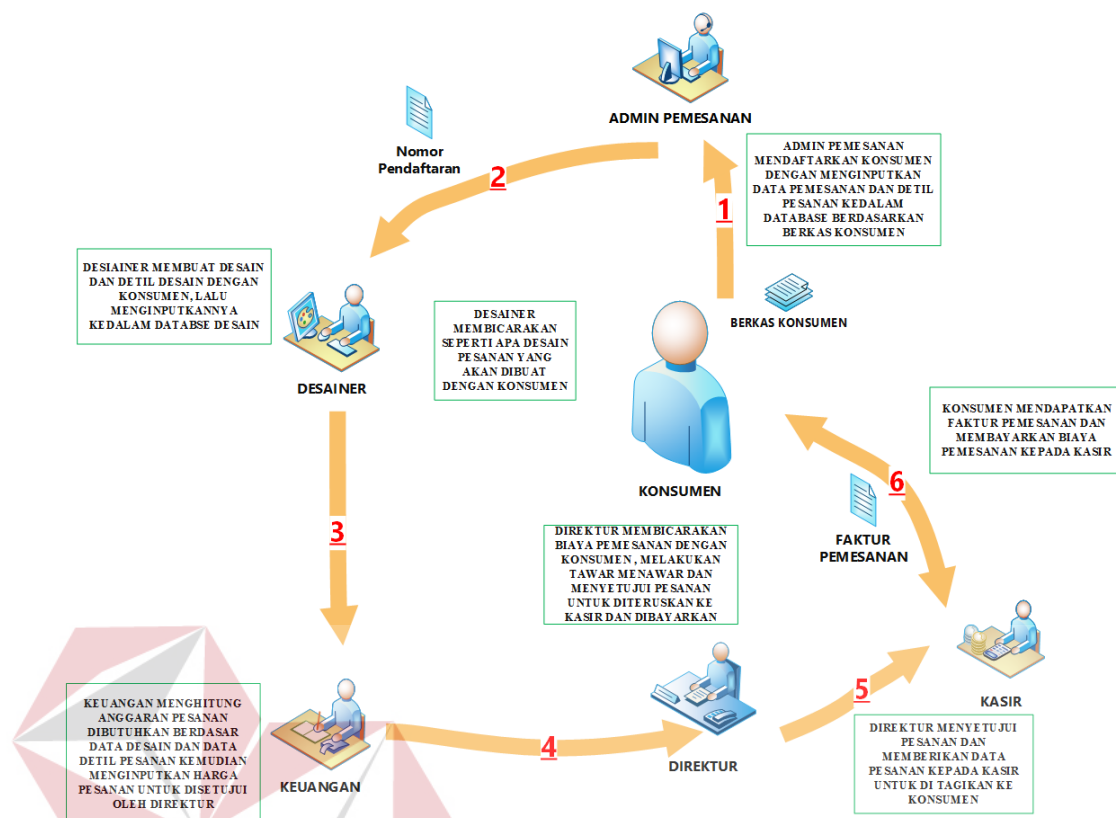 ADMIN PEMESANAN
Nomor
Pendaftaran
2
1
ADMIN PEMESANAN
MENDAFTARKAN KONSUMEN
DENGAN MENGINPUTKAN
DATA PEMESANAN DAN DETIL
PESANAN KEDALAM
DATABASE BERDASARKAN
BERKAS KONSUMEN
DESIAINER MEMBUAT DESAIN
DAN DETIL DESAIN DENGAN
KONSUMEN, LALU
MENGINPUTKANNYA
KEDALAM DATABSE DESAIN
DESAINER
DESAINER
MEMBICARAKAN
SEPERTI APA DESAIN
PESANAN YANG
AKAN DIBUAT
DENGAN KONSUMEN
BERKAS KONSUMEN
KONSUMEN
KONSUMEN MENDAPATKAN
FAKTUR PEMESANAN DAN
MEMBAYARKAN BIAYA
PEMESANAN KEPADA KASIR
6
FAKTUR
PEMESANAN
3
DIREKTUR MEMBICARAKAN
BIAYA PEMESANAN DENGAN
KONSUMEN , MELAKUKAN
TAWAR MENAWAR DAN
MENYETUJUI PESANAN
UNTUK DITERUSKAN KE
KASIR DAN DIBAYARKAN
KEUANGAN MENGHITUNG
ANGGARAN PESANAN
DIBUTUHKAN BERDASAR
DATA DESAIN DAN DATA
DETIL PESANAN KEMUDIAN
MENGINPUTKAN HARGA
PESANAN UNTUK DISETUJUI
OLEH DIREKTUR
KEUANGAN
4
DIREKTUR
5
KASIR
DIREKTUR MENYETUJUI
PESANAN DAN
MEMBERIKAN DATA
PESANAN KEPADA KASIR
UNTUK DI TAGIKAN KE
KONSUMEN